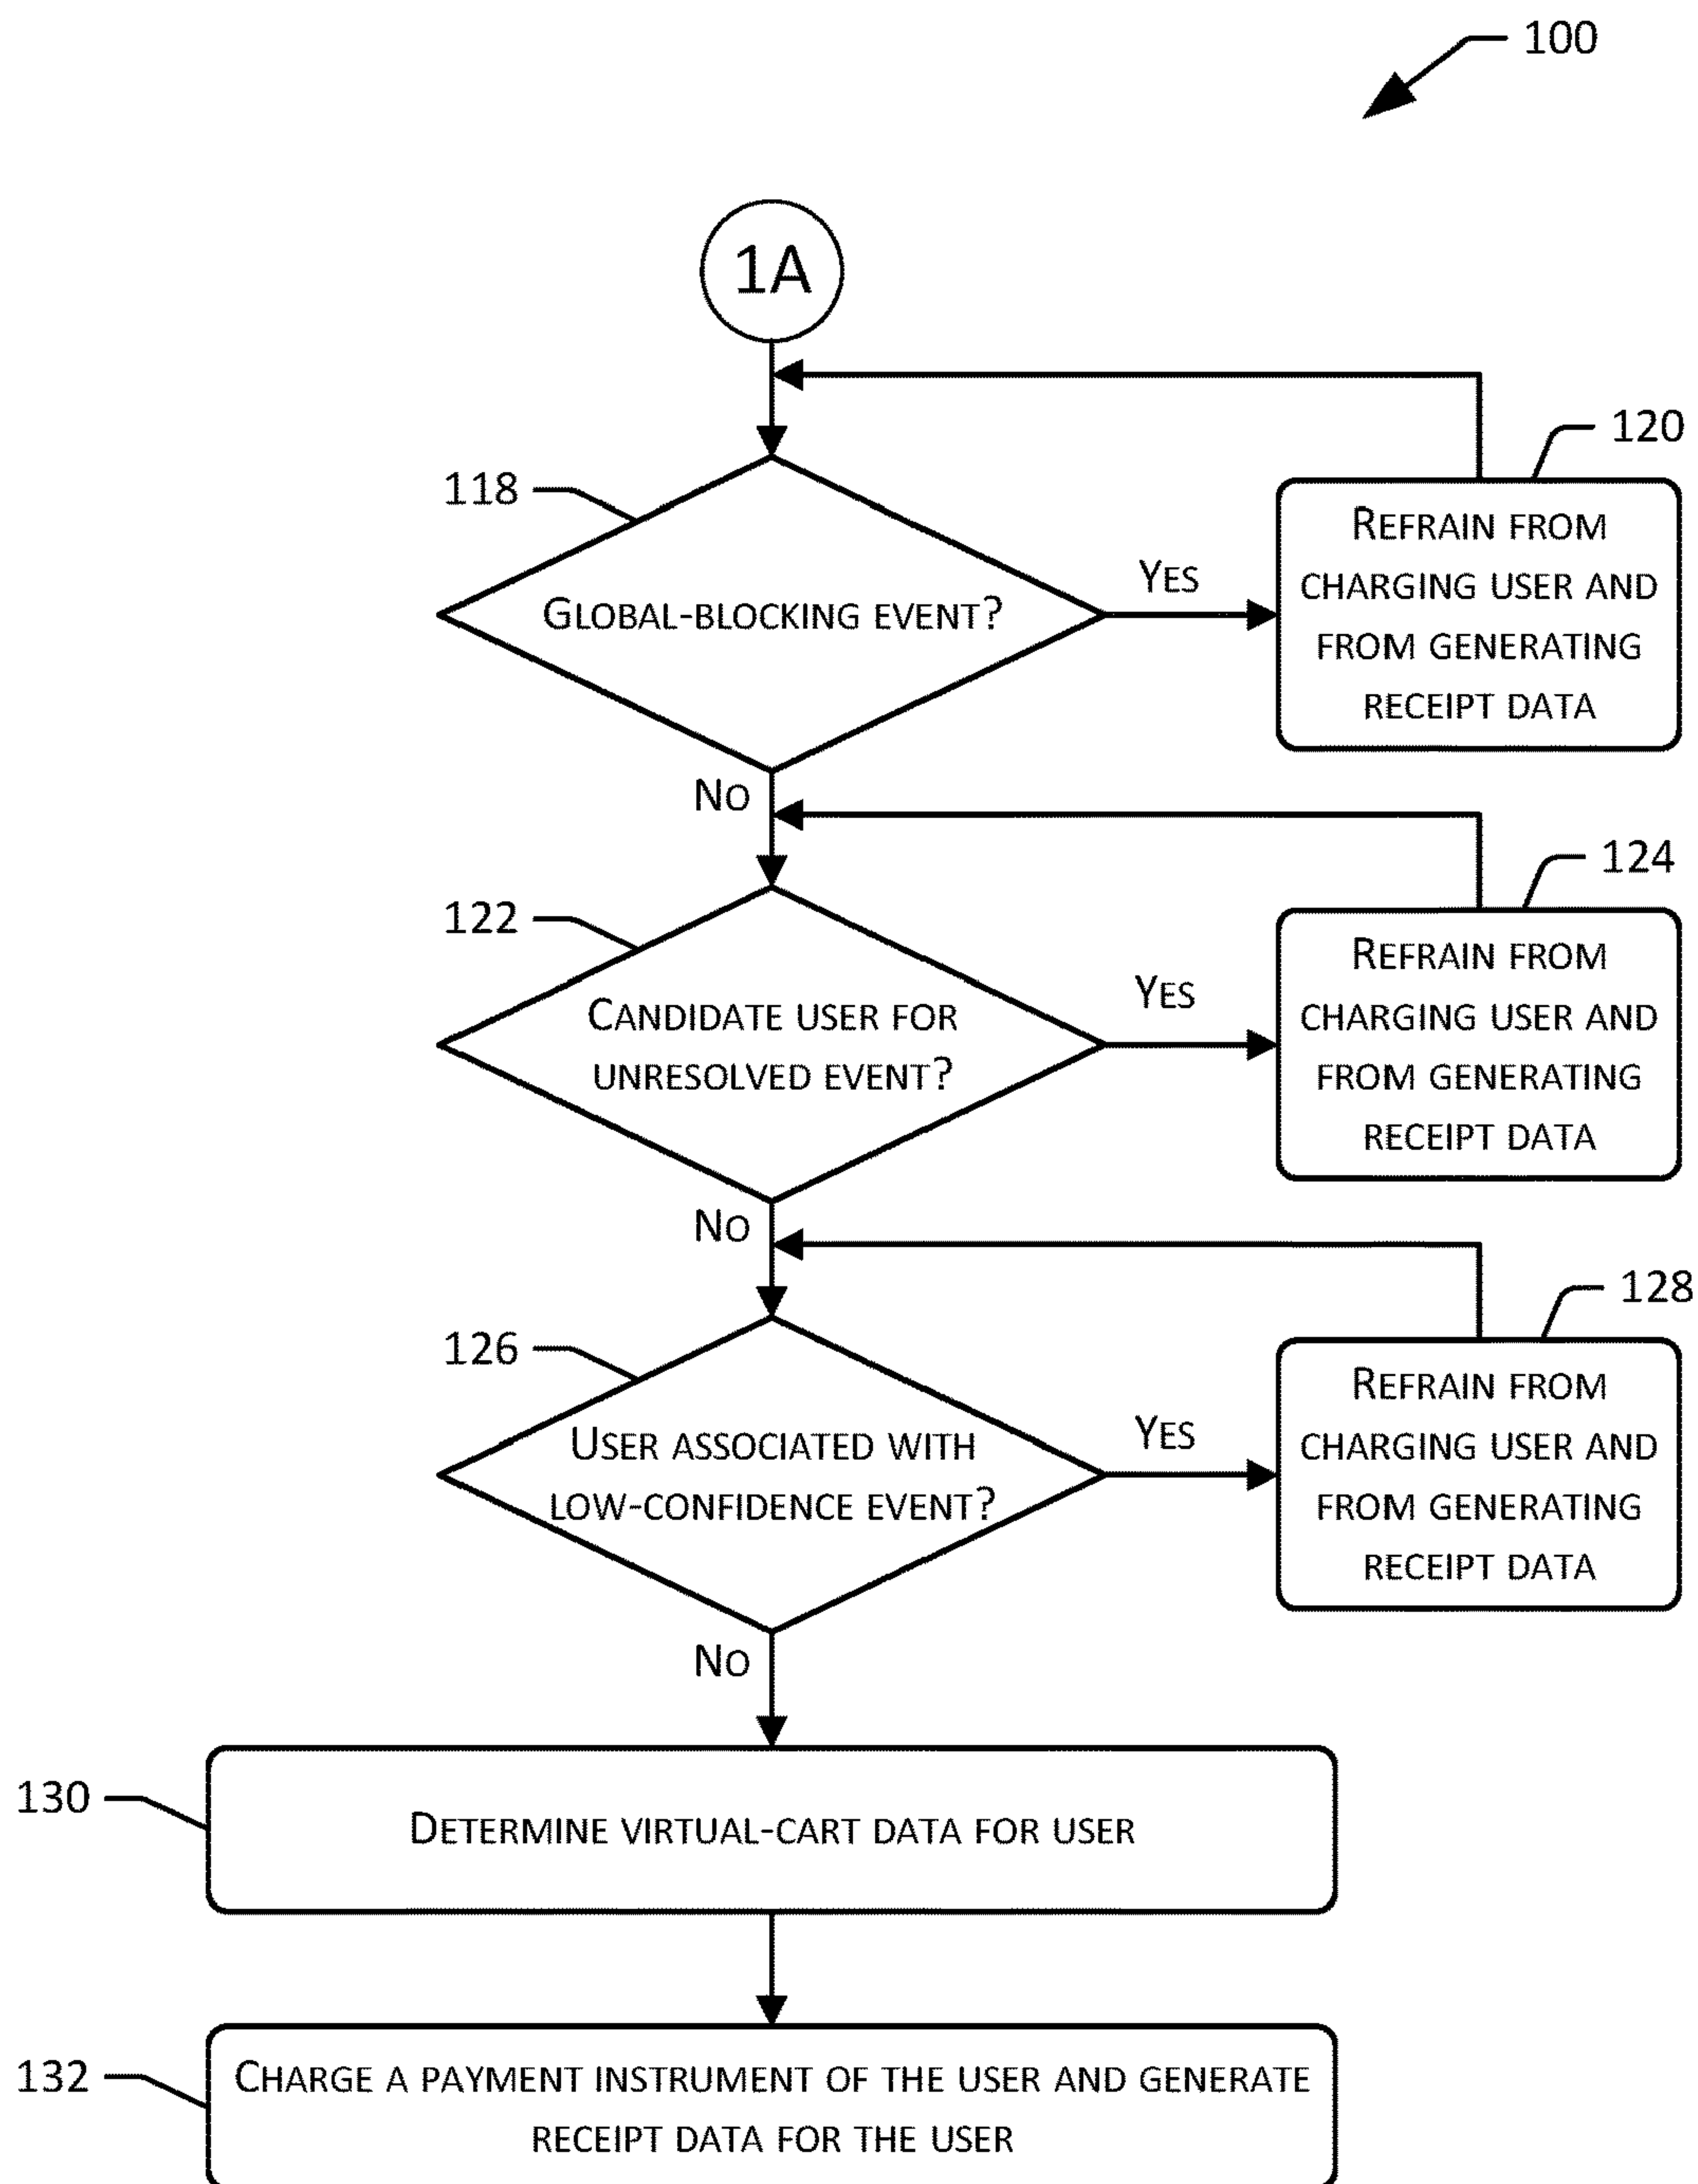 100
1A
120
118
REFRAIN FROM
CHARGING USER AND
FROM GENERATING
RECEIPT DATA
YES
GLOBAL-BLOCKING EVENT?
NO
124
122
REFRAIN FROM
CHARGING USER AND
FROM GENERATING
RECEIPT DATA
YES
CANDIDATE USER FOR
UNRESOLVED EVENT?
NO
128
126
REFRAIN FROM
CHARGING USER AND
FROM GENERATING
RECEIPT DATA
YES
USER ASSOCIATED WITH
LOW-CONFIDENCE EVENT?
NO
130
DETERMINE VIRTUAL-CART DATA FOR USER
132
CHARGE A PAYMENT INSTRUMENT OF THE USER AND GENERATE
RECEIPT DATA FOR THE USER